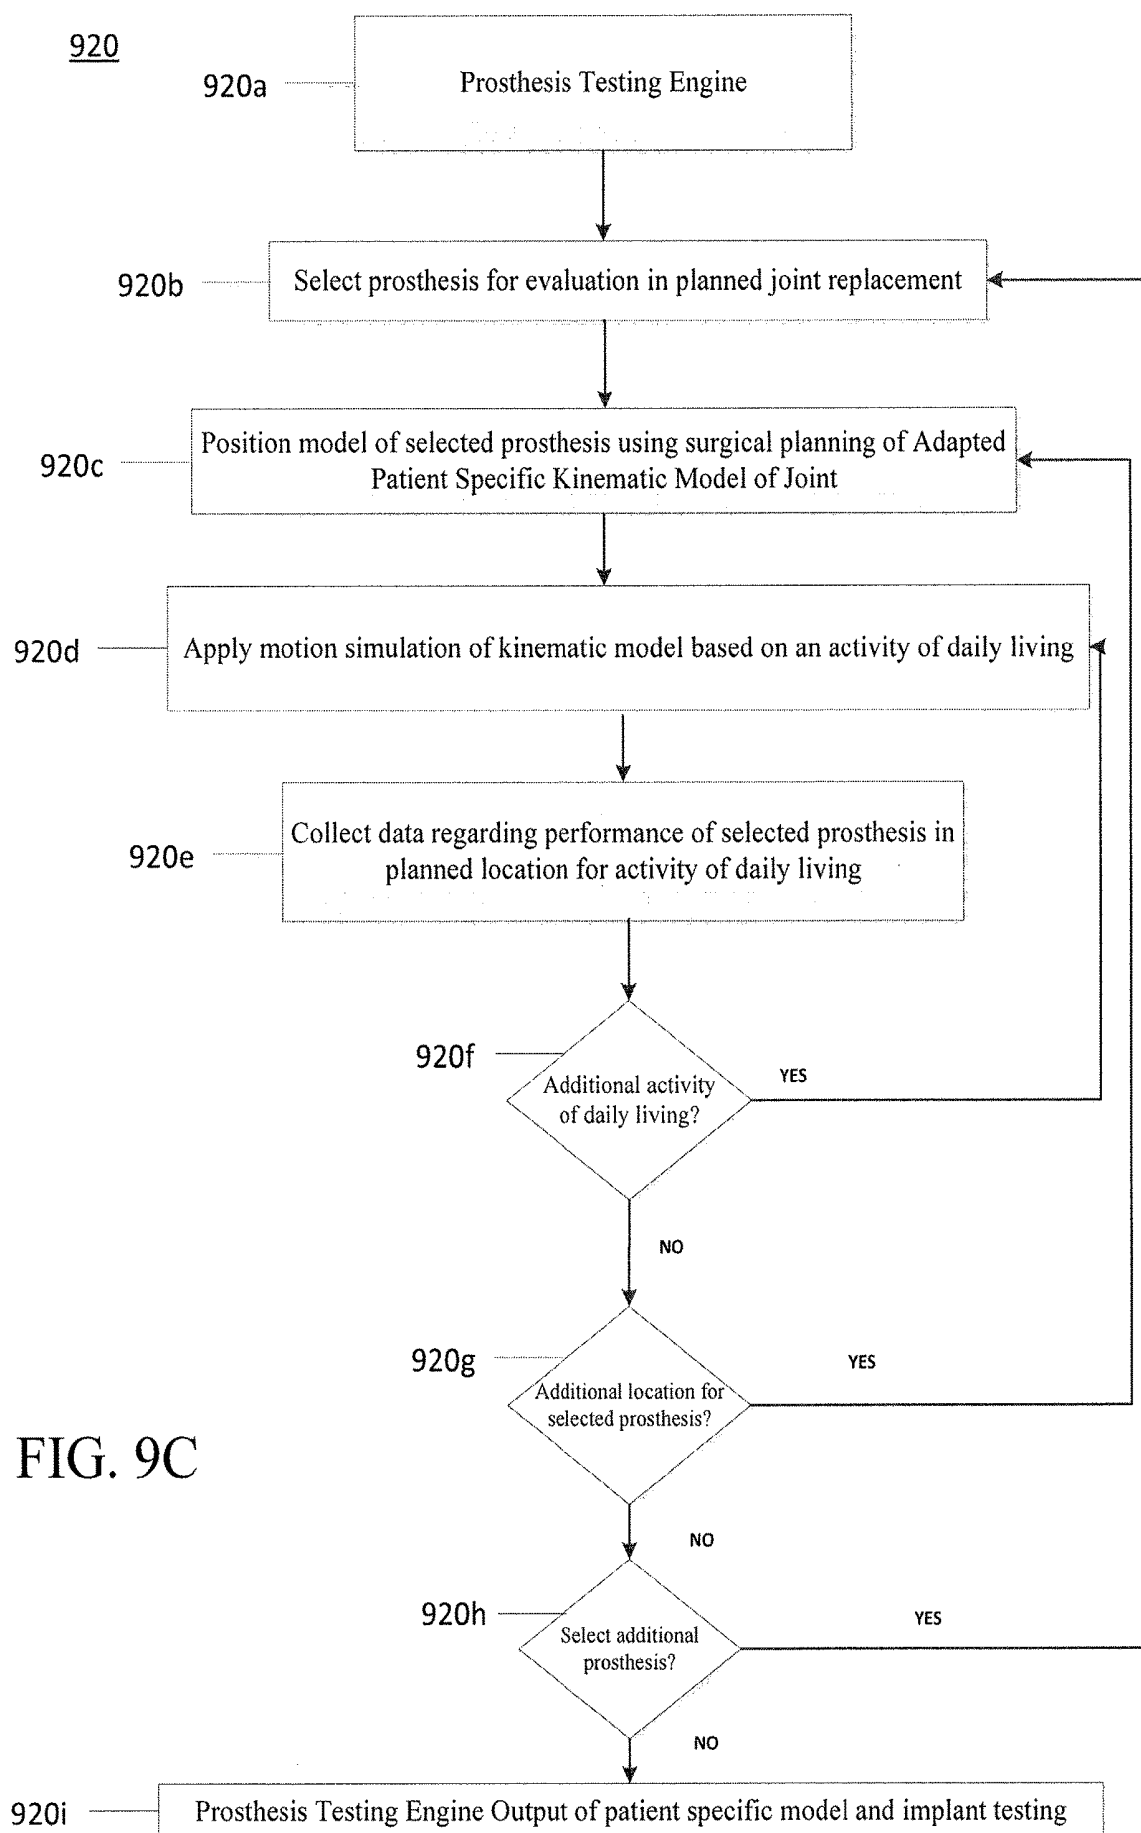 920
920a
Prosthesis Testing Engine
920b
Select prosthesis for evaluation in planned joint replacement
920c
Position model of selected prosthesis using surgical planning of Adapted
Patient Specific Kinematic Model of Joint
920d
Apply motion simulation of kinematic model based on an activity of daily living
920e
Collect data regarding performance of selected prosthesis in
planned location for activity of daily living
920f
Additional activity
of daily living?
YES
NO
920g
Additional location for
selected prosthesis?
YES
FIG. 9C
NO
920h
Select additional
prosthesis?
YES
NO
920i
Prosthesis Testing Engine Output of patient specific model and implant testing